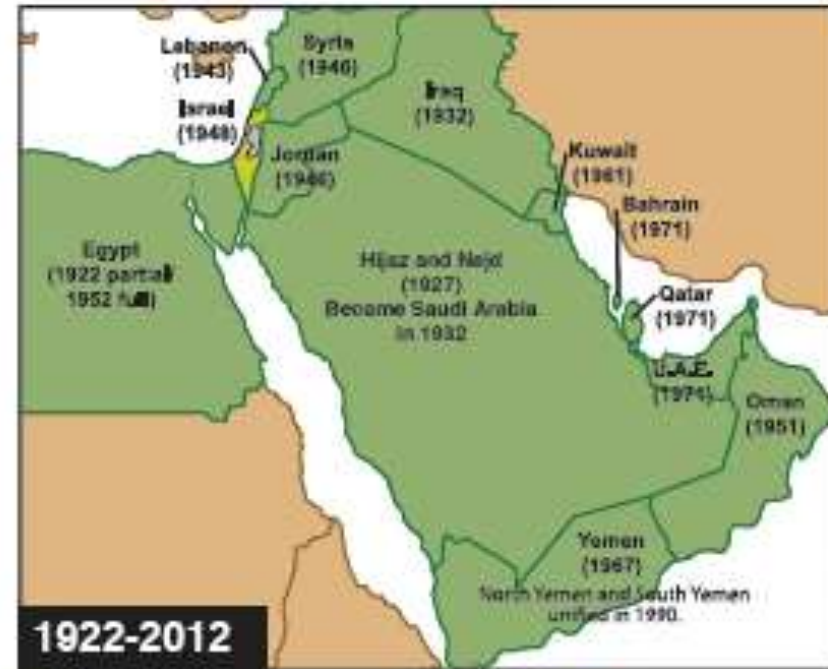 Lebanon
(1943)
Syria
(1946)
Israel
(1948)
Iraq
(1932)
Jordan
(1946)
Kuwait
(1961)
Bahrain
(1971)
Egypt
(1922 partial
1952 full)
Hijaz and Nejd
(1927)
Became Saudi Arabia
in 1932
Qatar
(1971)
U.A.E.
(1971)
Oman
(1951)
Yemen
(1967)
North Yemen and South Yemen
unified in 1990.
1922-2012